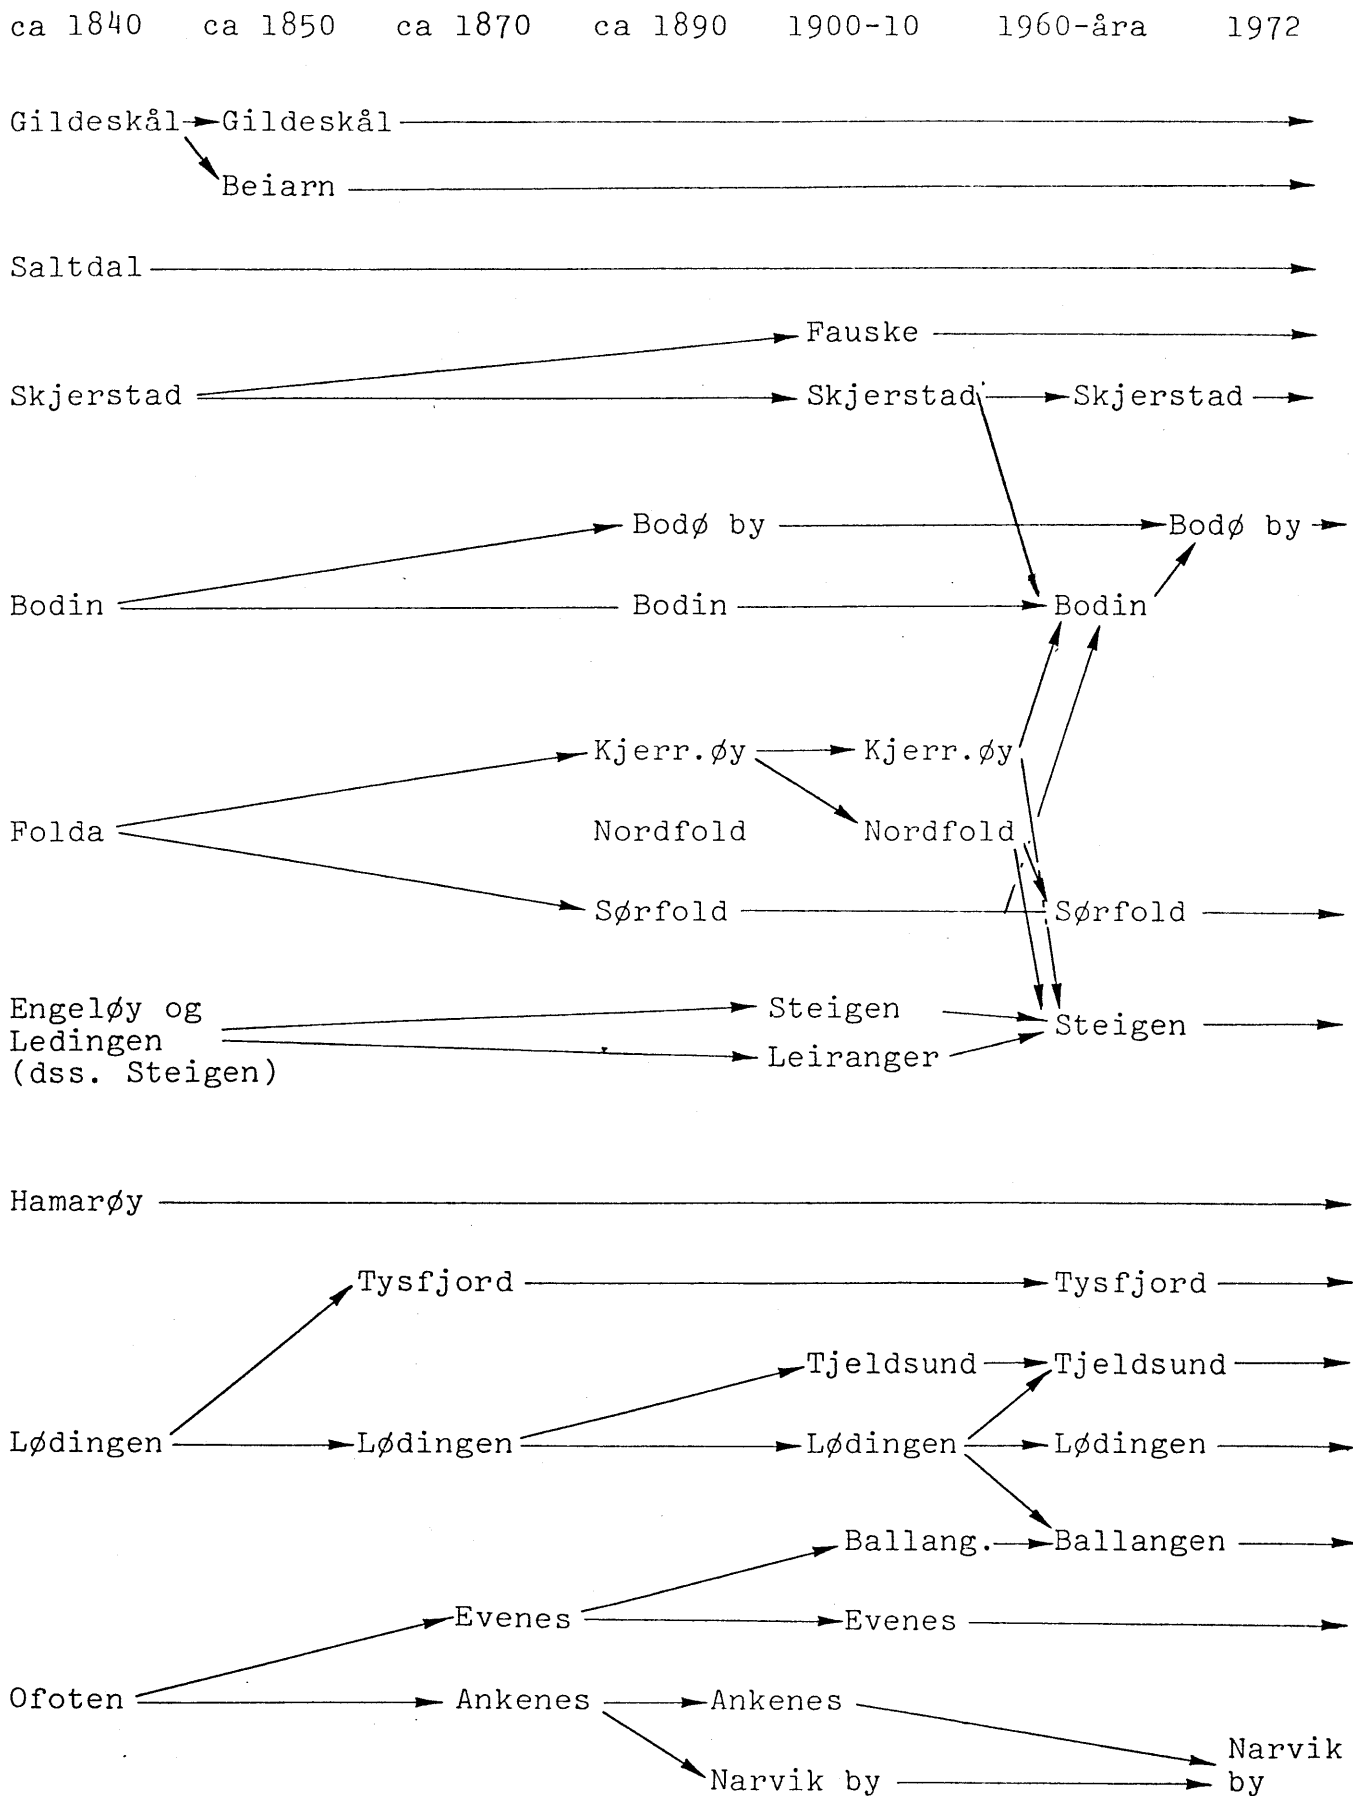 ca 1840 ca 1850 ca 1870 ca 1890 1900-10 1960-åra 1972
Gildeskål Gildeskål
Beiarn
Saltdal
Fauske
Skjerstad Skjerstad Skjerstad
Bodø by Bodø by
Bodin Bodin Bodin
Kjerr.øy Kjerr.øy
Folda Nordfold Nordfold
Sørfold Sørfold
Engeløy og Steigen
Ledingen Steigen
(dss. Steigen) Leiranger
Hamarøy
Tysfjord Tysfjord
Tjeldsund Tjeldsund
Lødingen Lødingen Lødingen Lødingen
Ballang. Ballangen
Evenes Evenes
Ofoten Ankenes Ankenes
Narvik
Narvik by by